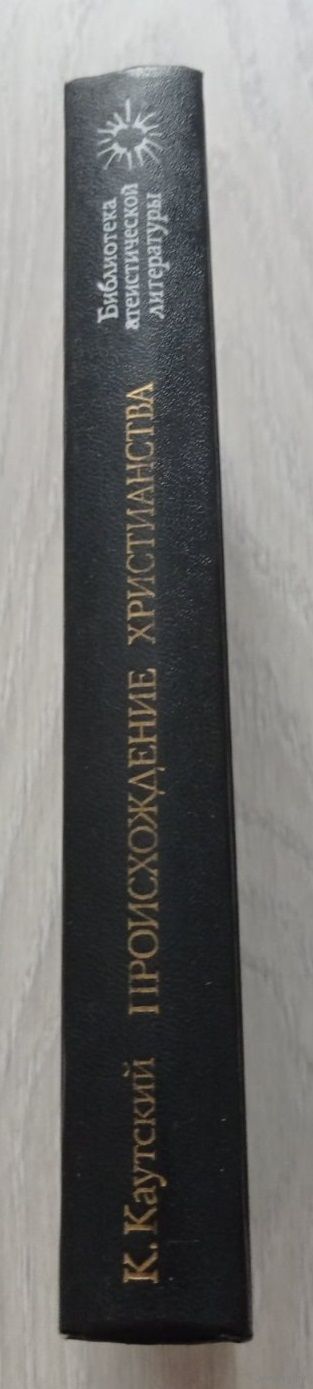 К. Каутский ПРОИСХОЖДЕНИЕ ХРИСТИАНСТВА
Библиотека
атеистической
литературы